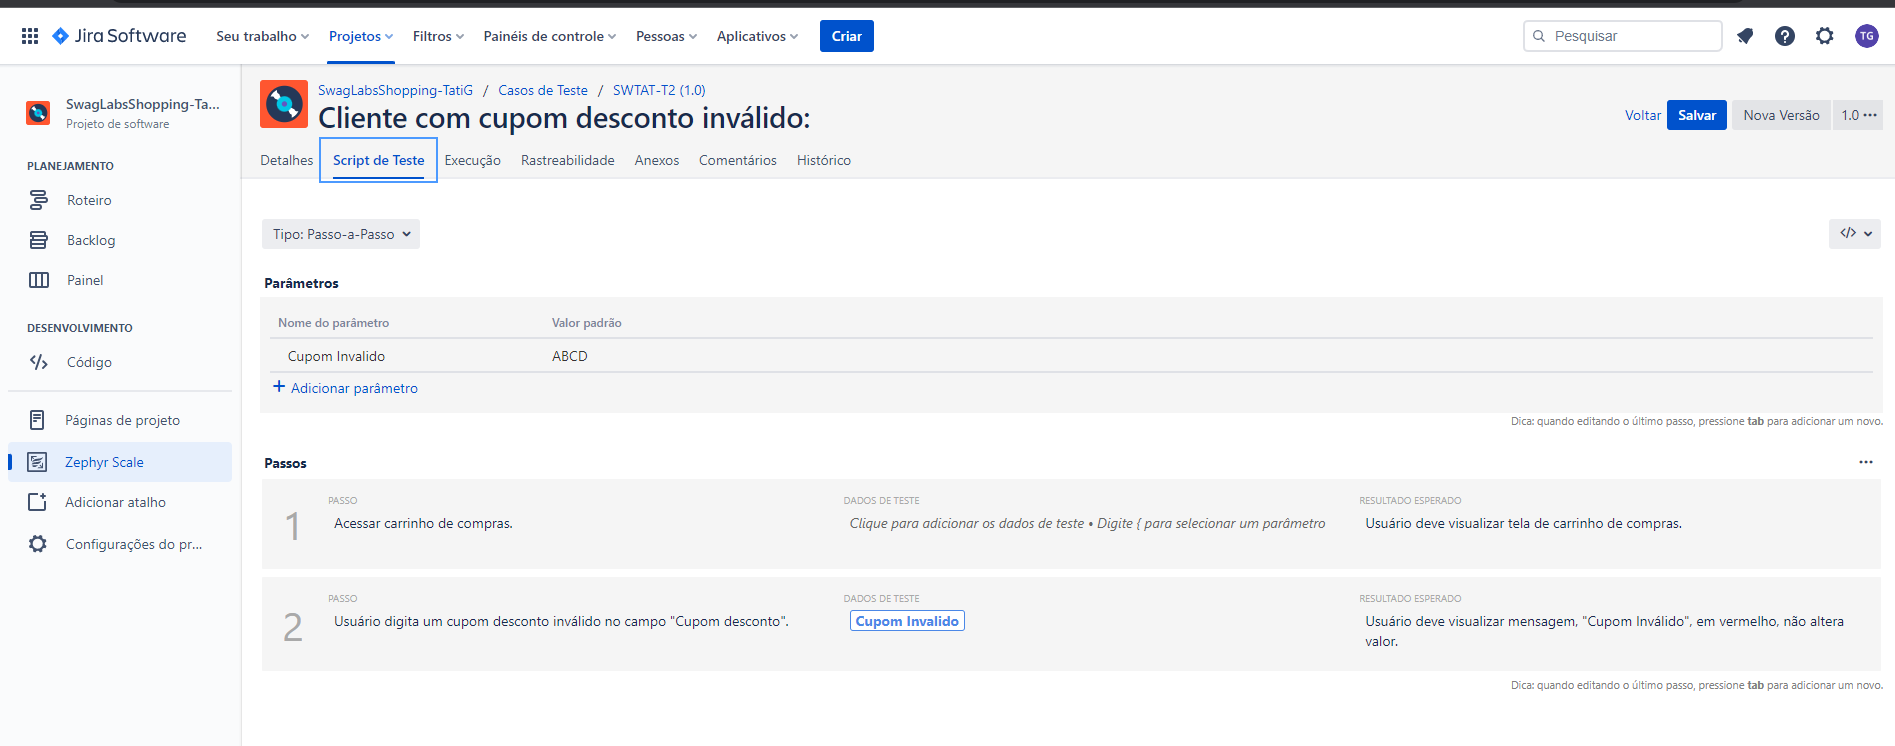 Jira Software
Seu trabalho
Projetos
Filtros
Painéis de controle
Pessoas
Aplicativos
Criar
Pesquisar
TG
SwagLabsShopping-Ta...
Projeto de software
PLANEJAMENTO
Roteiro
Backlog
Painel
DESENVOLVIMENTO
Código
Páginas de projeto
Zephyr Scale
Adicionar atalho
Configurações do pr...
SwagLabsShopping-TatiG / Casos de Teste / SWTAT-T2 (1.0)
Cliente com cupom desconto inválido:
Voltar
Salvar
Nova Versão
1.0
Detalhes
Script de Teste
Execução
Rastreabilidade
Anexos
Comentários
Histórico
Tipo: Passo-a-Passo
</>
Parâmetros
Nome do parâmetro
Valor padrão
Cupom Invalido
ABCD
+ Adicionar parâmetro
Dica: quando editando o último passo, pressione tab para adicionar um novo.
Passos
1
PASSO
Acessar carrinho de compras.
DADOS DE TESTE
Clique para adicionar os dados de teste • Digite { para selecionar um parâmetro
RESULTADO ESPERADO
Usuário deve visualizar tela de carrinho de compras.
2
PASSO
Usuário digita um cupom desconto inválido no campo "Cupom desconto".
DADOS DE TESTE
Cupom Invalido
RESULTADO ESPERADO
Usuário deve visualizar mensagem, "Cupom Inválido", em vermelho, não altera
valor.
Dica: quando editando o último passo, pressione tab para adicionar um novo.